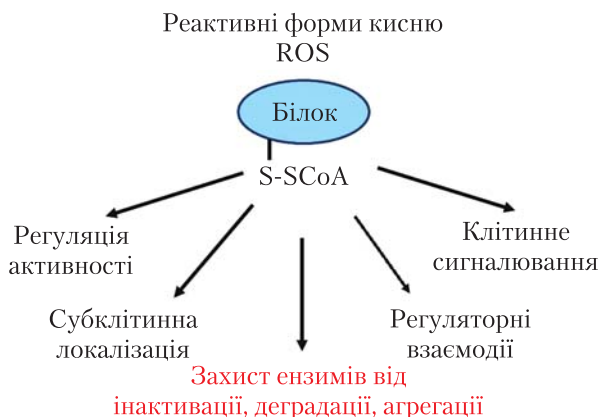 Реактивні форми кисню
ROS
Білок
S-SCoA
Регуляція
активності
Клітинне
сигналювання
Субклітинна
локалізація
Регуляторні
взаємодії
Захист ензимів від
інактивації, деградації, агрегації